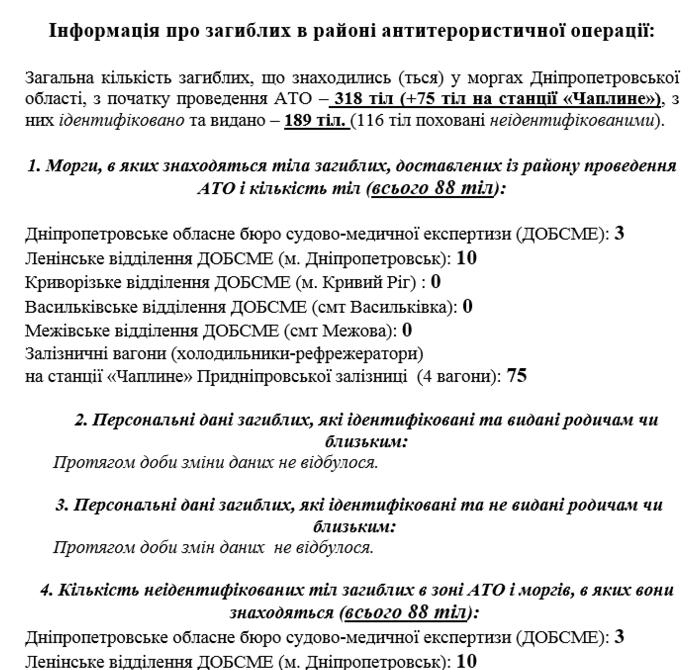 Інформація про загиблих в районі антитерористичної операції:
Загальна кількість загиблих, що знаходились (ться) у моргах Дніпропетровської
області, з початку проведення АТО – 318 тіл (+75 тіл на станції «Чаплине»), з
них ідентифіковано та видано – 189 тіл. (116 тіл поховані неідентифікованими).
1. Морги, в яких знаходяться тіла загиблих, доставлених із району проведення
АТО і кількість тіл (всього 88 тіл):
Дніпропетровське обласне бюро судово-медичної експертизи (ДОБСМЕ): 3
Ленінське відділення ДОБСМЕ (м. Дніпропетровськ): 10
Криворізьке відділення ДОБСМЕ (м. Кривий Ріг) : 0
Васильківське відділення ДОБСМЕ (смт Васильківка): 0
Межівське відділення ДОБСМЕ (смт Межова): 0
Залізничні вагони (холодильники-рефрежератори)
на станції «Чаплине» Придніпровської залізниці (4 вагони): 75
2. Персональні дані загиблих, які ідентифіковані та видані родичам чи
близьким:
Протягом доби зміни даних не відбулося.
3. Персональні дані загиблих, які ідентифіковані та не видані родичам чи
близьким:
Протягом доби змін даних не відбулося.
4. Кількість неідентифікованих тіл загиблих в зоні АТО і моргів, в яких вони
знаходяться (всього 88 тіл):
Дніпропетровське обласне бюро судово-медичної експертизи (ДОБСМЕ): 3
Ленінське відділення ДОБСМЕ (м. Дніпропетровськ): 10